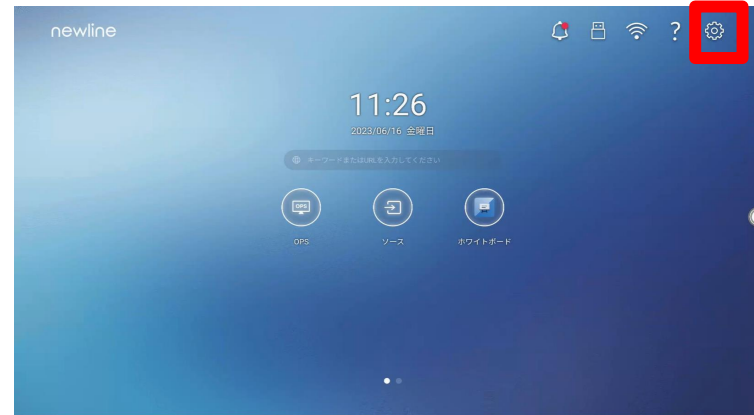 newline
?
11:26
2023/06/16 金曜日
キーワードまたはURLを入力してください
OPS
OPS
ソース
ホワイトボード